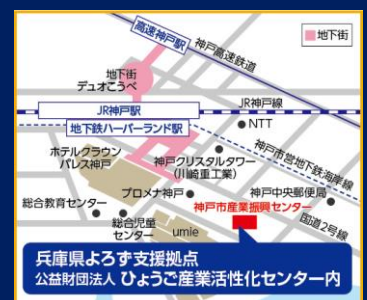 高速神戸駅
神戸高速鉄道
地下街
地下街
デュオこうべ
JR神戸駅
JR神戸線
地下鉄ハーバーランド駅
NTT
神戸市営地下鉄海岸線
ホテルクラウン
パレス神戸
神戸クリスタルタワー
(川崎重工業)
プロメナ神戸
神戸中央郵便局
総合教育センター
神戸市産業振興センター
総合児童
センター
umie
国道2号線
兵庫県よろず支援拠点
公益財団法人 ひょうご産業活性化センター内